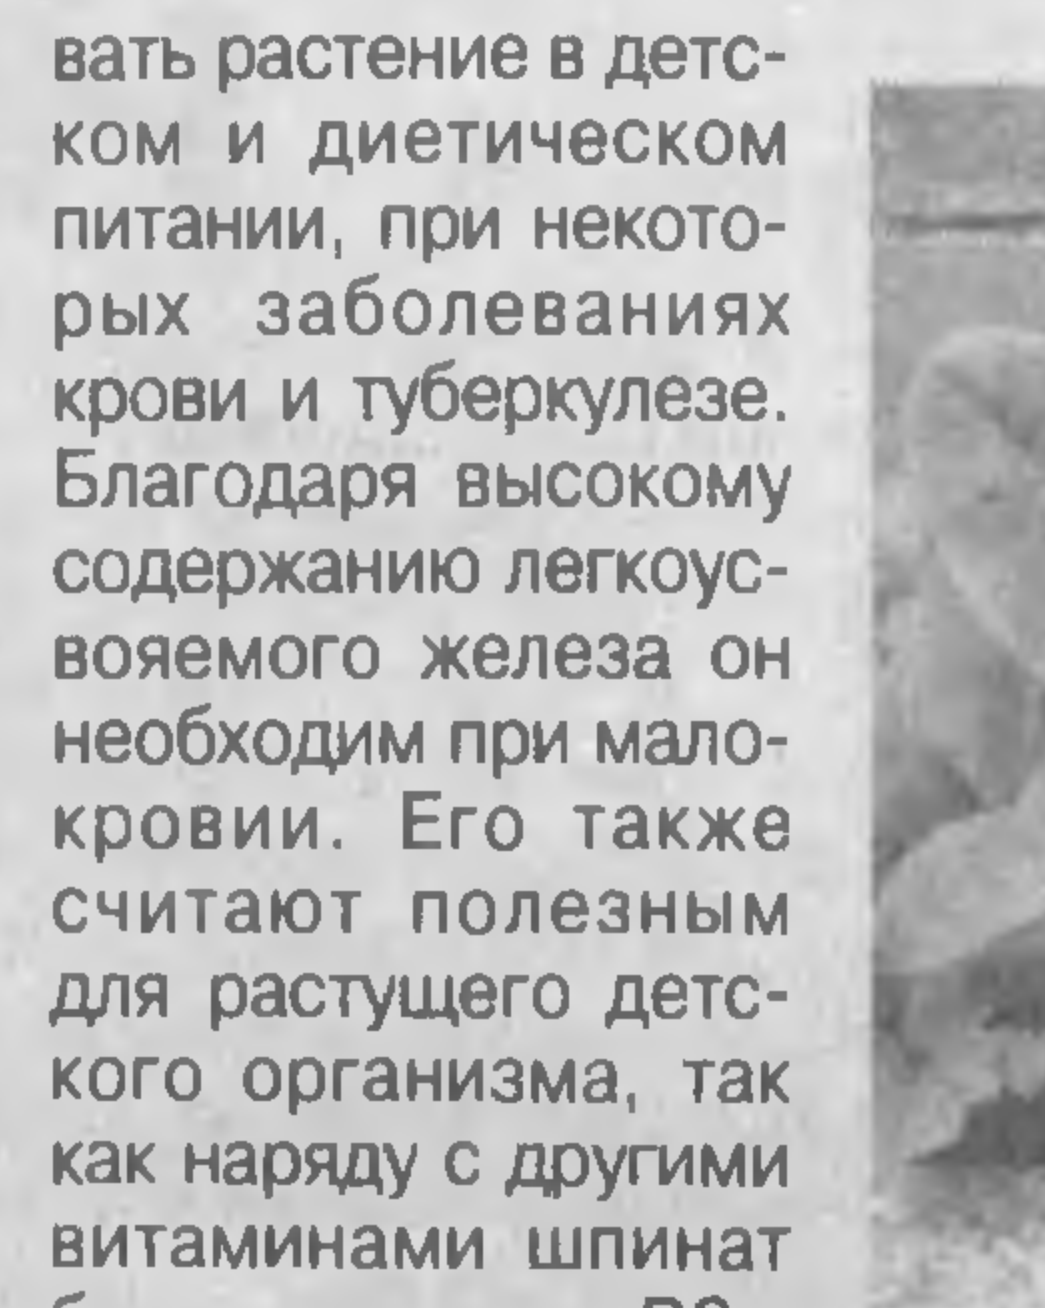 вать растение в детс-
ком и диетическом
питании, при некото-
рых заболеваниях
крови и туберкулезе.
Благодаря высокому
содержанию легкоус-
вояемого железа он
необходим при мало-
кровии. Его также
считают полезным
для растущего детс-
кого организма, так
как наряду с другими
витаминами шпинат